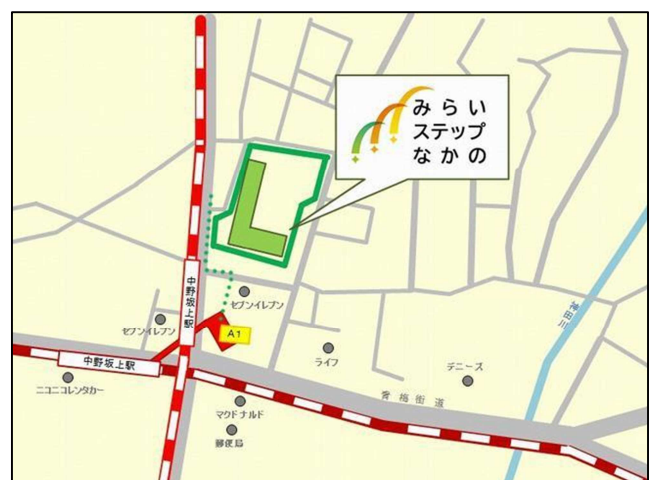 みらい
ステップ
なかの
中野坂上駅
セブンイレブン
セブンイレブン
A1
中野坂上駅
ライフ
デニーズ
神田川
ニコニコレンタカー
マクドナルド
青梅街道
郵便局